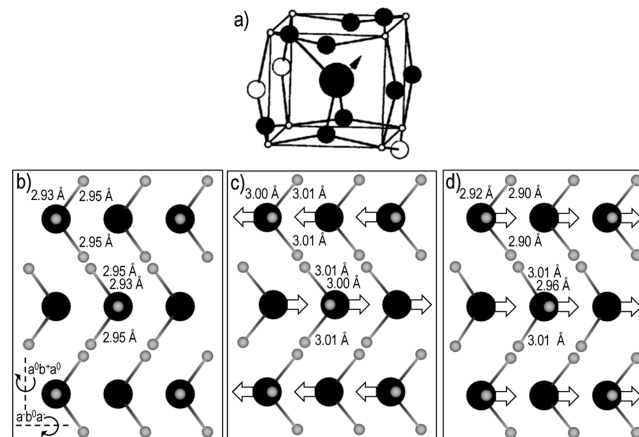 a)
b)
2.93 Å 2.95 Å
2.95 Å
2.95 Å
2.93 Å
2.95 Å
a⁰b⁺a⁰
a⁻b⁰a⁻
c)
3.00 Å 3.01 Å
3.01 Å
3.01 Å
3.00 Å
3.01 Å
d)
2.92 Å 2.90 Å
2.90 Å
3.01 Å
2.96 Å
3.01 Å